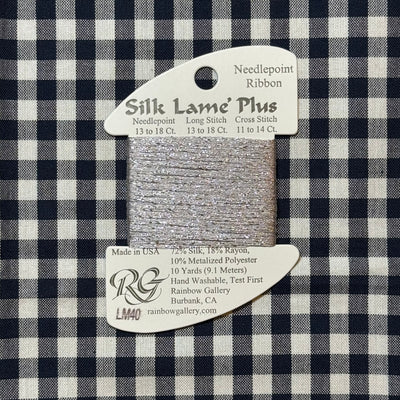 Needlepoint
Ribbon
Silk Lamé Plus
Needlepoint Long Stitch Cross Stitch
13 to 18 Ct. 13 to 18 Ct. 11 to 14 Ct.
Made in USA 72% Silk, 18% Rayon,
10% Metalized Polyester
10 Yards (9.1 Meters)
Hand Washable, Test First
Rainbow Gallery
Burbank, CA
rainbowgallery.com
RG
LM40